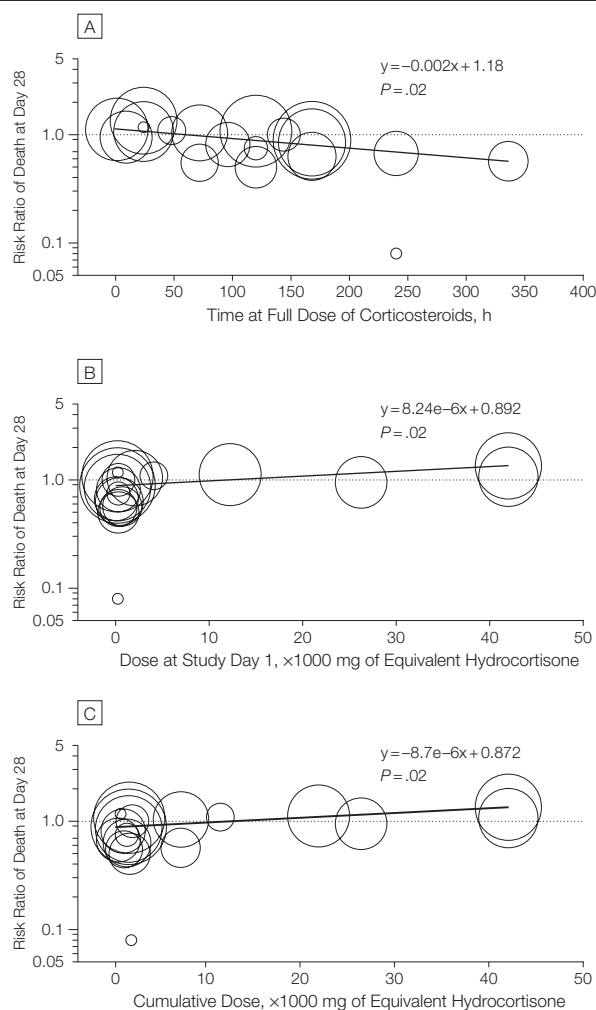 A
Risk Ratio of Death at Day 28
5
1.0
0.1
0.05
y=−0.002x+1.18
P=.02
0 50 100 150 200 250 300 350 400
Time at Full Dose of Corticosteroids, h
B
Risk Ratio of Death at Day 28
5
1.0
0.1
0.05
y=8.24e-6x+0.892
P=.02
0 10 20 30 40 50
Dose at Study Day 1, ×1000 mg of Equivalent Hydrocortisone
C
Risk Ratio of Death at Day 28
5
1.0
0.1
0.05
y=−8.7e–6x+0.872
P=.02
0 10 20 30 40 50
Cumulative Dose, ×1000 mg of Equivalent Hydrocortisone